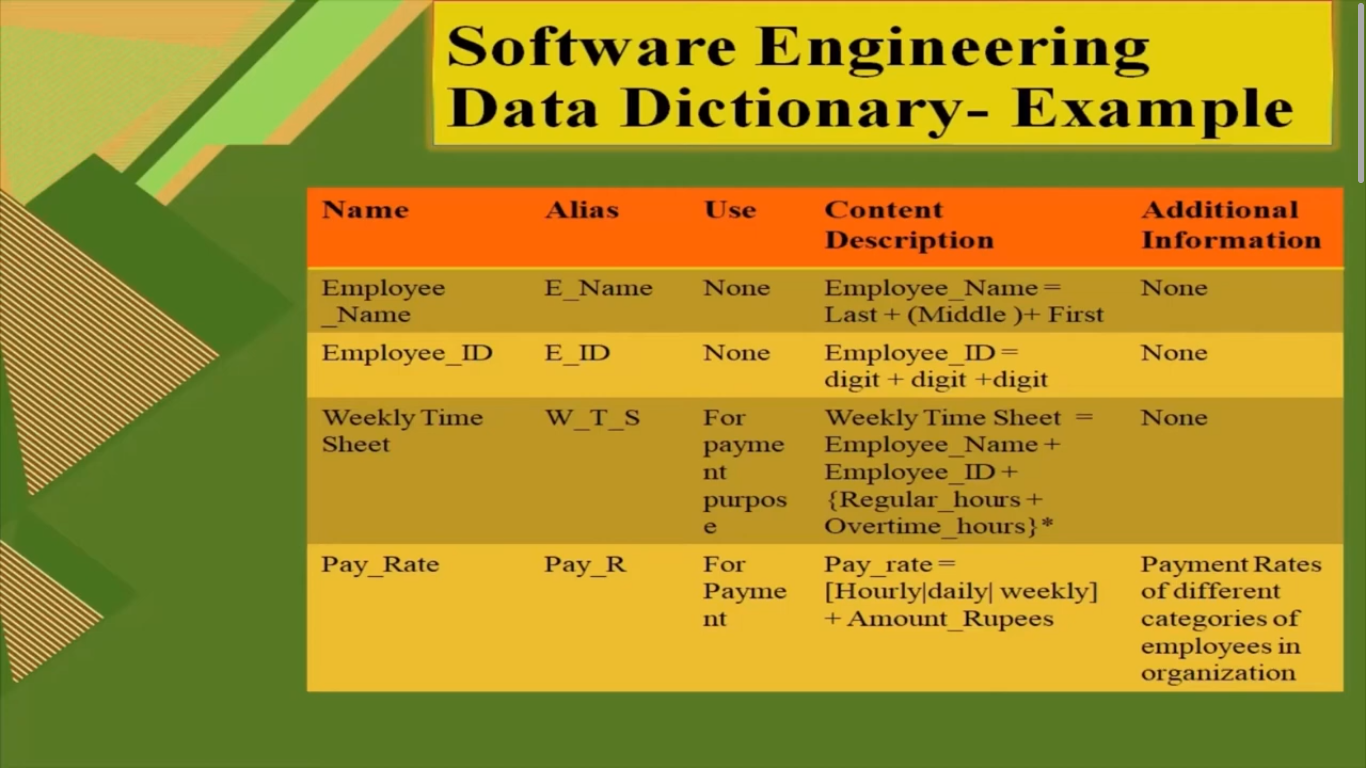 Software Engineering
Data Dictionary- Example
Name Alias Use Content Description Additional Information
Employee _Name E_Name None Employee_Name = Last + (Middle )+ First None
Employee_ID E_ID None Employee_ID = digit + digit +digit None
Weekly Time Sheet W_T_S For payment purpose Weekly Time Sheet = Employee_Name + Employee_ID + {Regular_hours + Overtime_hours}* None
Pay_Rate Pay_R For Payment Pay_rate = [Hourly|daily| weekly] + Amount_Rupees Payment Rates of different categories of employees in organization